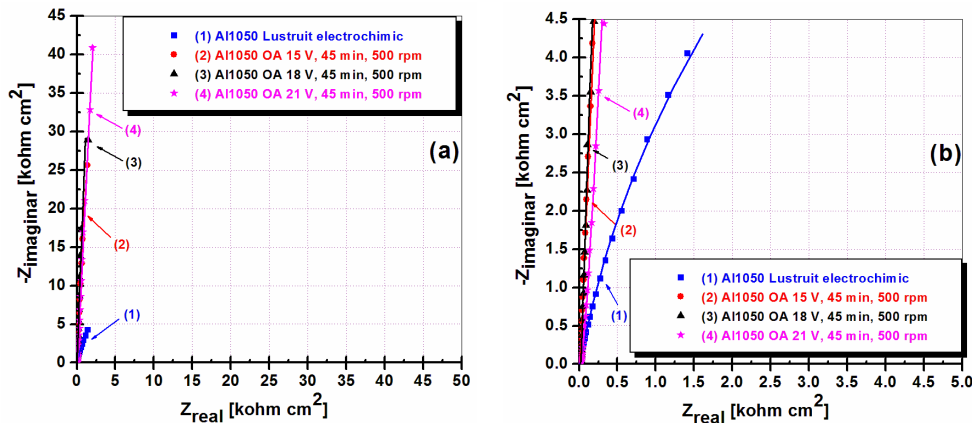 (1) Al1050 Lustruit electrochimic
(2) Al1050 OA 15 V, 45 min, 500 rpm
(3) Al1050 OA 18 V, 45 min, 500 rpm
(4) Al1050 OA 21 V, 45 min, 500 rpm
45
40
35
30
25
20
15
10
5
0
-Zimaginar [kohm cm2]
(4)
(3)
(2)
(1)
(a)
0 5 10 15 20 25 30 35 40 45 50
Zreal [kohm cm2]
4.5
4.0
3.5
3.0
2.5
2.0
1.5
1.0
0.5
0.0
-Zimaginar [kohm cm2]
(4)
(3)
(2)
(1)
(b)
(1) Al1050 Lustruit electrochimic
(2) Al1050 OA 15 V, 45 min, 500 rpm
(3) Al1050 OA 18 V, 45 min, 500 rpm
(4) Al1050 OA 21 V, 45 min, 500 rpm
0.0 0.5 1.0 1.5 2.0 2.5 3.0 3.5 4.0 4.5 5.0
Zreal [kohm cm2]